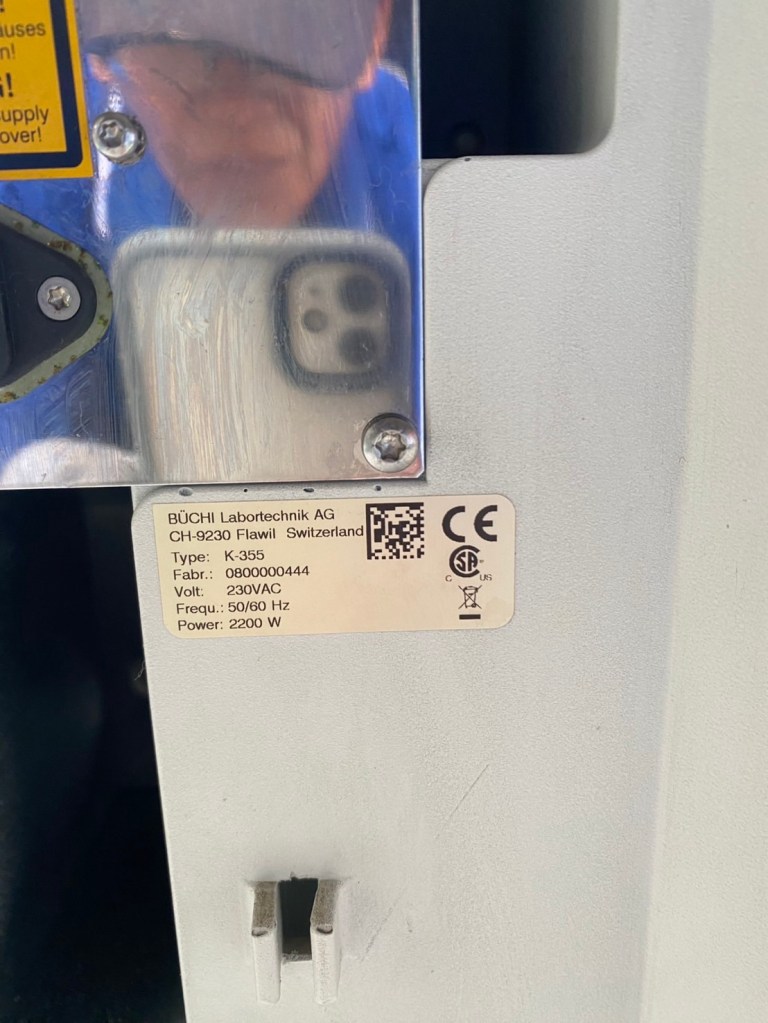 !
auses
n!
!
upply
over!
BÜCHI Labortechnik AG
CH-9230 Flawil Switzerland
Type: K-355
Fabr.: 0800000444
Volt: 230VAC
Frequ.: 50/60 Hz
Power: 2200 W
CE
SA
C US